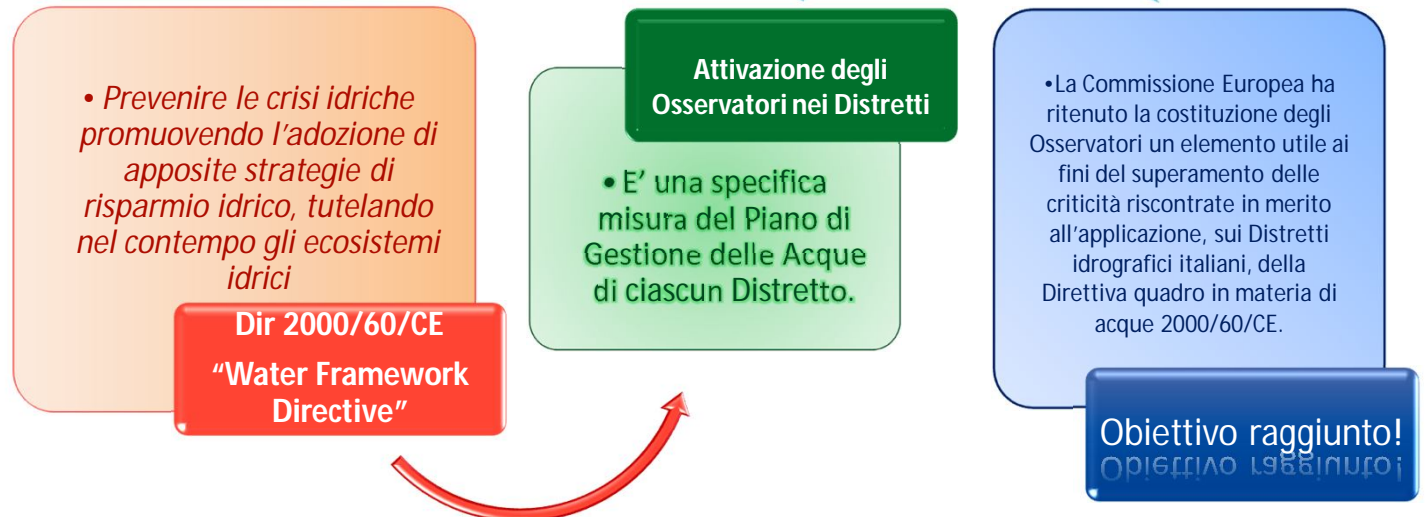 • Prevenire le crisi idriche
promuovendo l'adozione di
apposite strategie di
risparmio idrico, tutelando
nel contempo gli ecosistemi
idrici
Dir 2000/60/CE
"Water Framework
Directive"
Attivazione degli
Osservatori nei Distretti
• E' una specifica
misura del Piano di
Gestione delle Acque
di ciascun Distretto.
•La Commissione Europea ha
ritenuto la costituzione degli
Osservatori un elemento utile ai
fini del superamento delle
criticità riscontrate in merito
all'applicazione, sui Distretti
idrografici italiani, della
Direttiva quadro in materia di
acque 2000/60/CE.
Obiettivo raggiunto!